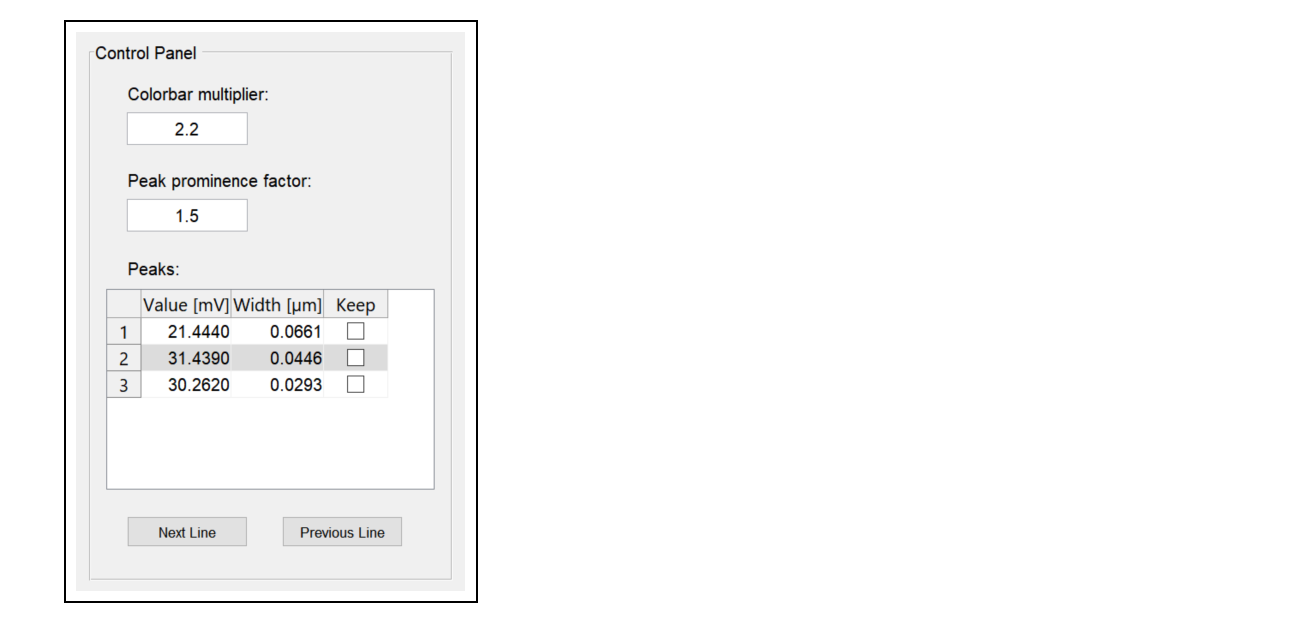 Control Panel
Colorbar multiplier:
2.2
Peak prominence factor:
1.5
Peaks:
Value [mV] Width [μm] Keep
1 21.4440 0.0661
2 31.4390 0.0446
3 30.2620 0.0293
Next Line Previous Line